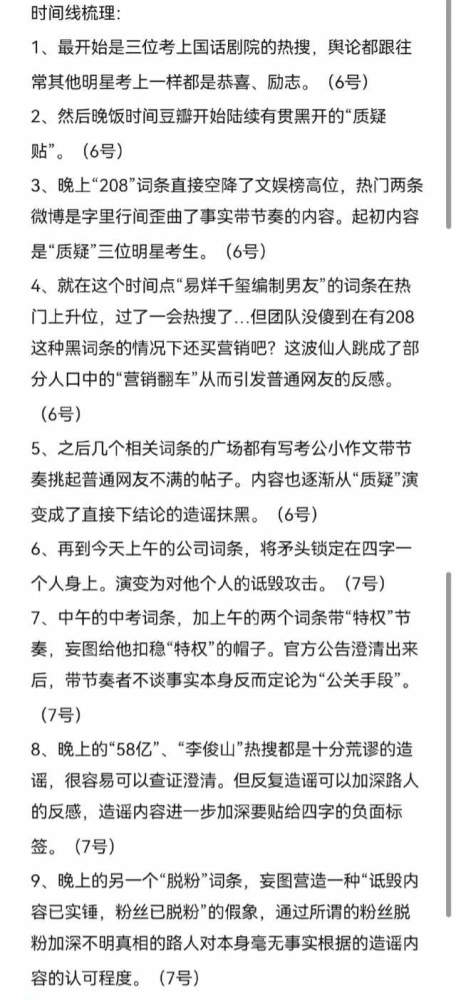 时间线梳理：
1、最开始是三位考上国话剧院的热搜，舆论都跟往
常其他明星考上一样都是恭喜、励志。（6号）
2、然后晚饭时间豆瓣开始陆续有贯黑开的“质疑
贴”。（6号）
3、晚上“208”词条直接空降了文娱榜高位，热门两条
微博是字里行间歪曲了事实带节奏的内容。起初内容
是“质疑”三位明星考生。（6号）
4、就在这个时间点“易烊千玺编制男友”的词条在热
门上升位，过了一会热搜了…但团队没傻到在有208
这种黑词条的情况下还买营销吧？这波仙人跳成了部
分人口中的“营销翻车”从而引发普通网友的反感。
（6号）
5、之后几个相关词条的广场都有写考公小作文带节
奏挑起普通网友不满的帖子。内容也逐渐从“质疑”演
变成了直接下结论的造谣抹黑。（6号）
6、再到今天上午的公司词条，将矛头锁定在四字一
个人身上。演变为对他个人的诋毁攻击。（7号）
7、中午的中考词条，加上午的两个词条带“特权”节
奏，妄图给他扣稳“特权”的帽子。官方公告澄清出来
后，带节奏者不谈事实本身反而定论为“公关手段”。
（7号）
8、晚上的“58亿”、“李俊山”热搜都是十分荒谬的造
谣，很容易可以查证澄清。但反复造谣可以加深路人
的反感，造谣内容进一步加深要贴给四字的负面标
签。（7号）
9、晚上的另一个“脱粉”词条，妄图营造一种“诋毁内
容已实锤，粉丝已脱粉”的假象，通过所谓的粉丝脱
粉加深不明真相的路人对本身毫无事实根据的造谣内
容的认可程度。（7号）